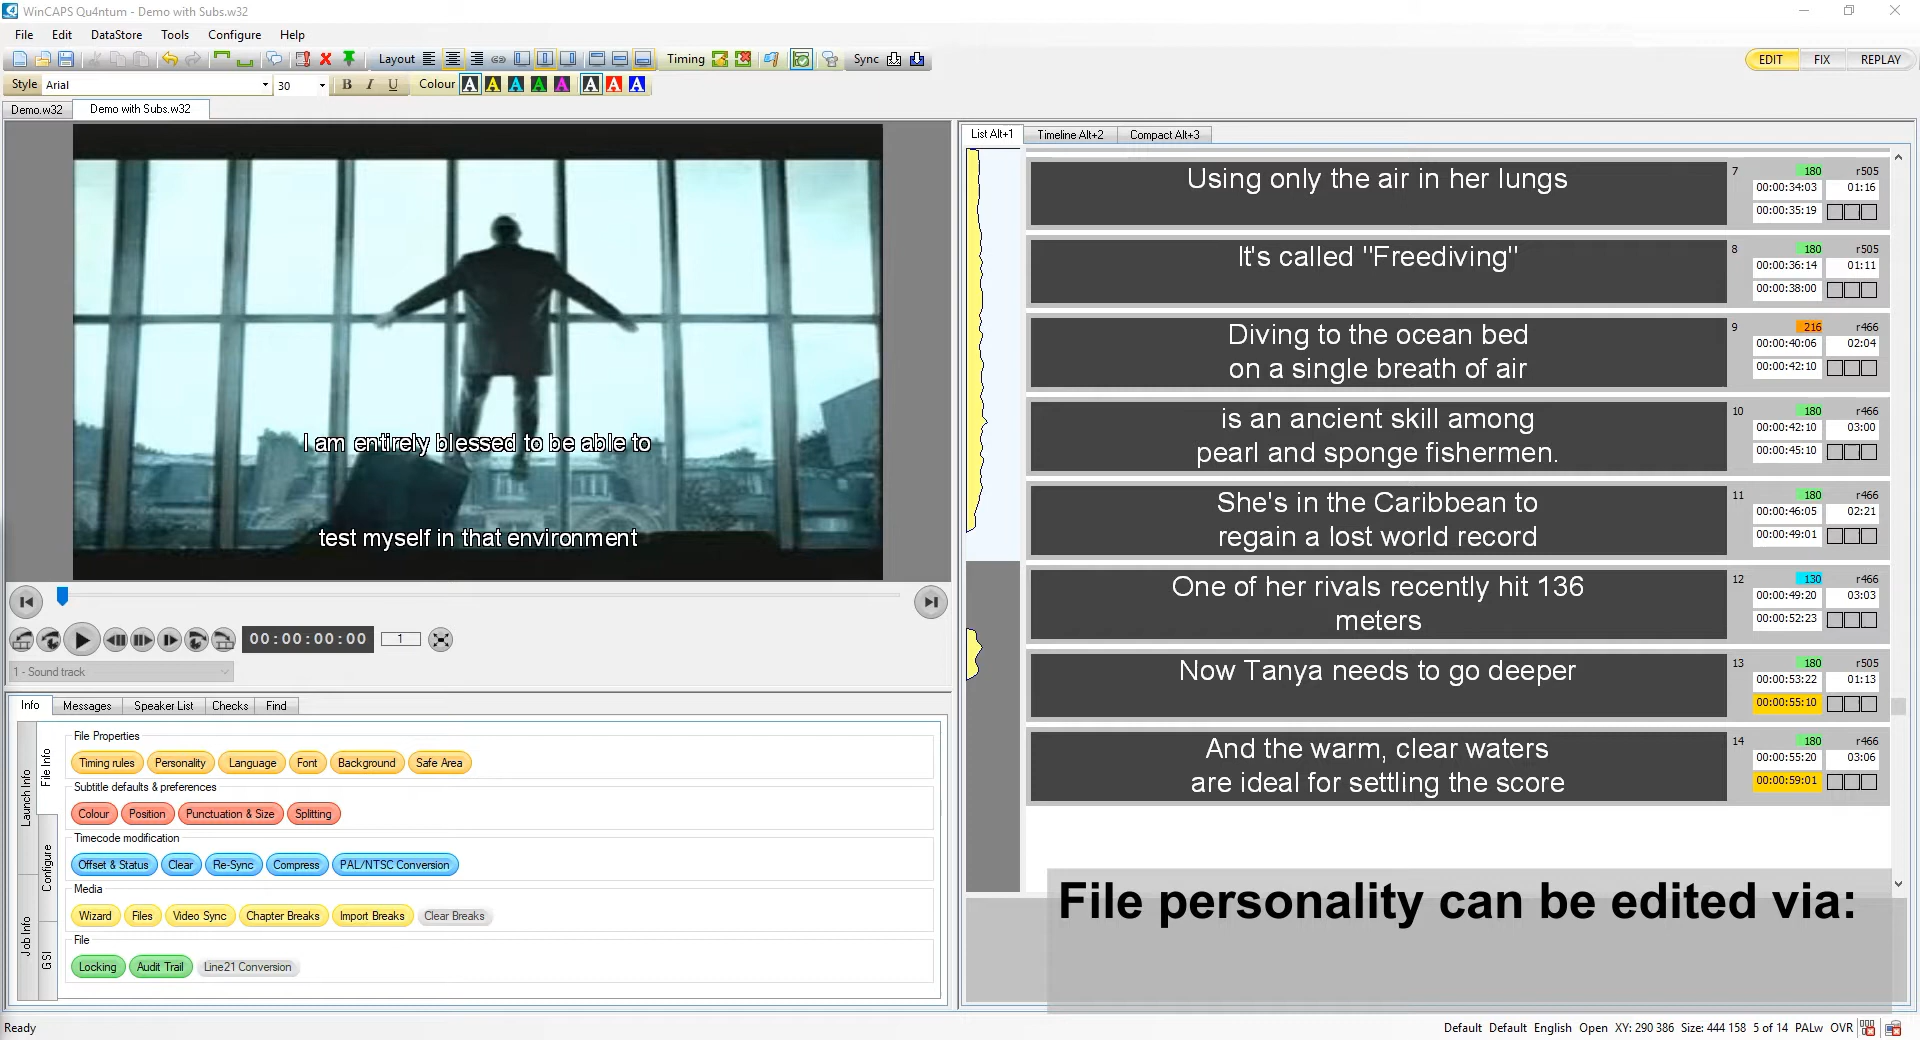 WinCAPS Qu4ntum - Demo with Subs.w32
File Edit DataStore Tools Configure Help
Layout Timing Sync EDIT FIX REPLAY
Style Arial 30 B I U Colour A A A A A A A A
Demo.w32 Demo with Subs.w32
I am entirely blessed to be able to
test myself in that environment
00:00:00:00 1
1 - Sound track
Info Messages Speaker List Checks Find
Launch Info
Job Info
File Info
Configure
GSI
File Properties
Timing rules Personality Language Font Background Safe Area
Subtitle defaults & preferences
Colour Position Punctuation & Size Splitting
Timecode modification
Offset & Status Clear Re-Sync Compress PAL/NTSC Conversion
Media
Wizard Files Video Sync Chapter Breaks Import Breaks Clear Breaks
File
Locking Audit Trail Line21 Conversion
List Alt+1 Timeline Alt+2 Compact Alt+3
Using only the air in her lungs
7 180 r505
00:00:34:03 01:16
00:00:35:19
It's called "Freediving"
8 180 r505
00:00:36:14 01:11
00:00:38:00
Diving to the ocean bed
on a single breath of air
9 216 r466
00:00:40:06 02:04
00:00:42:10
is an ancient skill among
pearl and sponge fishermen.
10 180 r466
00:00:42:10 03:00
00:00:45:10
She's in the Caribbean to
regain a lost world record
11 180 r466
00:00:46:05 02:21
00:00:49:01
One of her rivals recently hit 136
meters
12 130 r466
00:00:49:20 03:03
00:00:52:23
Now Tanya needs to go deeper
13 180 r505
00:00:53:22 01:13
00:00:55:10
And the warm, clear waters
are ideal for settling the score
14 180 r466
00:00:55:20 03:06
00:00:59:01
File personality can be edited via:
Ready
Default Default English Open XY: 290 386 Size: 444 158 5 of 14 PALw OVR